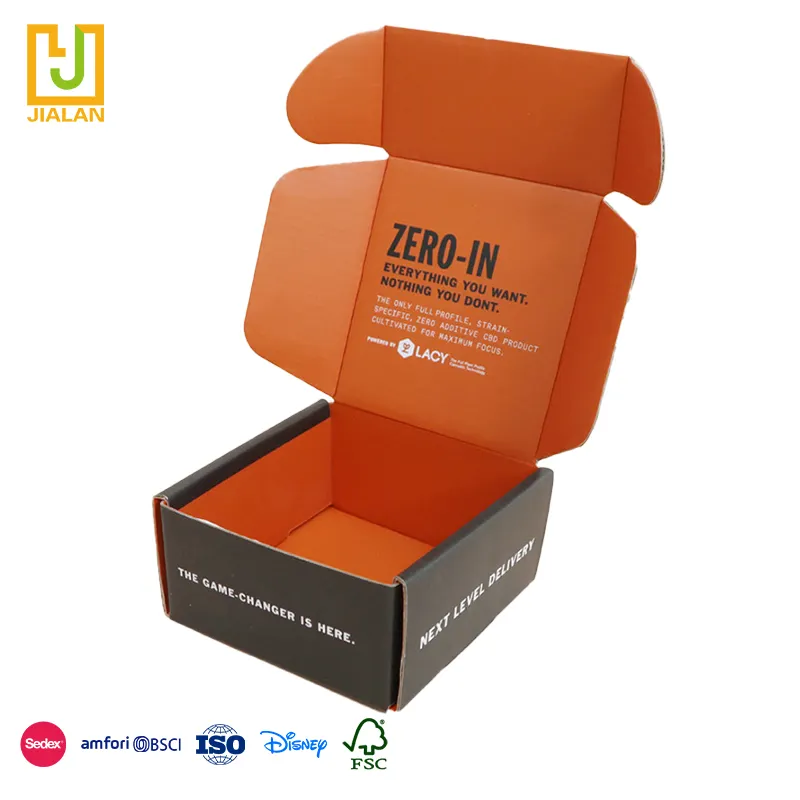 JIALAN
ZERO-IN
EVERYTHING YOU WANT.
NOTHING YOU DONT.
THE ONLY FULL PROFILE, STRAIN-
SPECIFIC, ZERO ADDITIVE CBD PRODUCT
CULTIVATED FOR MAXIMUM FOCUS.
POWERED BY LACY
THE GAME-CHANGER IS HERE.
NEXT LEVEL DELIVERY
Sedex
amfori BSCI
ISO
Disney
FSC